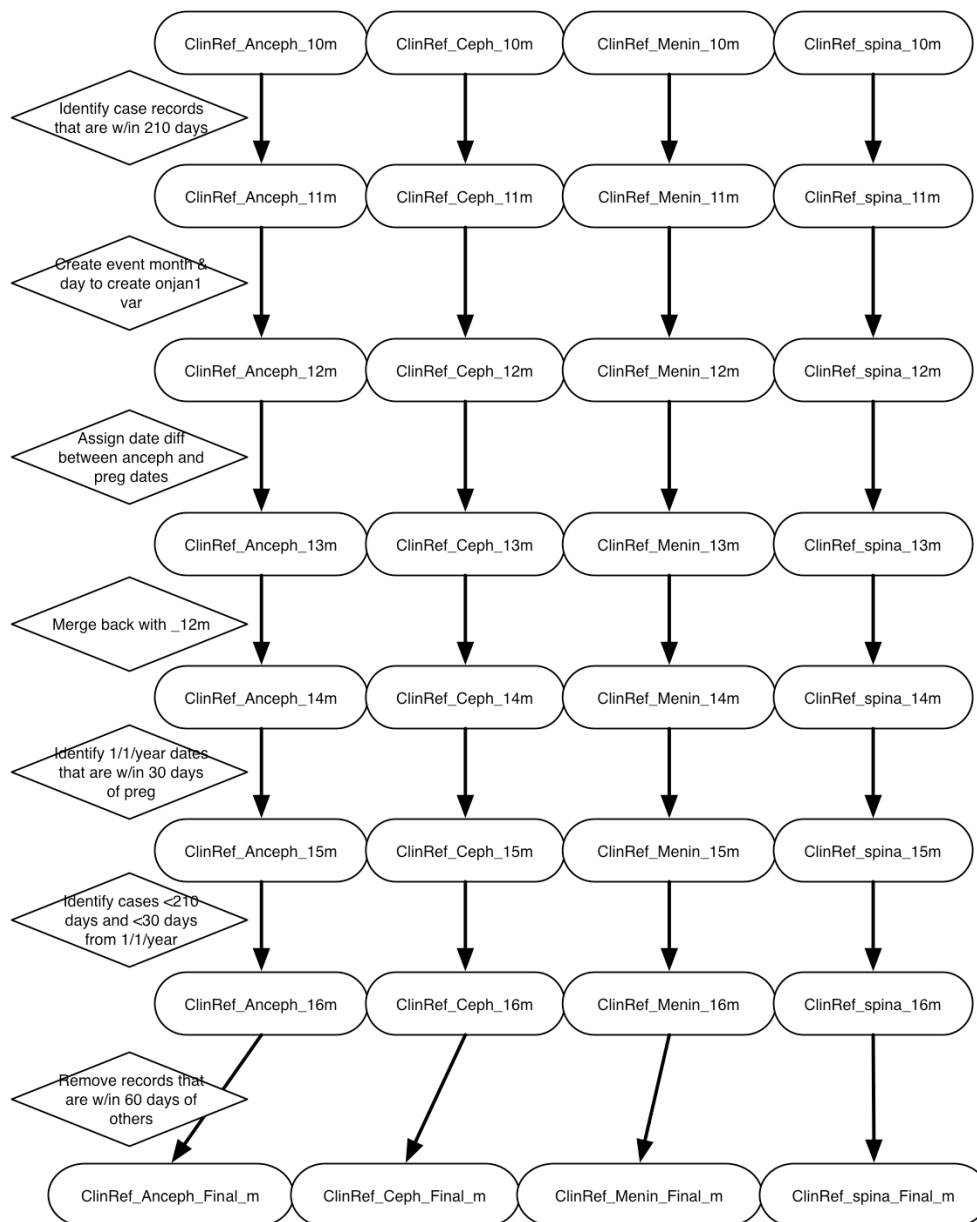 ClinRef_Anceph_10m
ClinRef_Ceph_10m
ClinRef_Menin_10m
ClinRef_spina_10m
Identify case records
that are w/in 210 days
ClinRef_Anceph_11m
ClinRef_Ceph_11m
ClinRef_Menin_11m
ClinRef_spina_11m
Create event month &
day to create onjan1
var
ClinRef_Anceph_12m
ClinRef_Ceph_12m
ClinRef_Menin_12m
ClinRef_spina_12m
Assign date diff
between anceph and
preg dates
ClinRef_Anceph_13m
ClinRef_Ceph_13m
ClinRef_Menin_13m
ClinRef_spina_13m
Merge back with _12m
ClinRef_Anceph_14m
ClinRef_Ceph_14m
ClinRef_Menin_14m
ClinRef_spina_14m
Identify 1/1/year dates
that are w/in 30 days
of preg
ClinRef_Anceph_15m
ClinRef_Ceph_15m
ClinRef_Menin_15m
ClinRef_spina_15m
Identify cases <210
days and <30 days
from 1/1/year
ClinRef_Anceph_16m
ClinRef_Ceph_16m
ClinRef_Menin_16m
ClinRef_spina_16m
Remove records that
are w/in 60 days of
others
ClinRef_Anceph_Final_m
ClinRef_Ceph_Final_m
ClinRef_Menin_Final_m
ClinRef_spina_Final_m